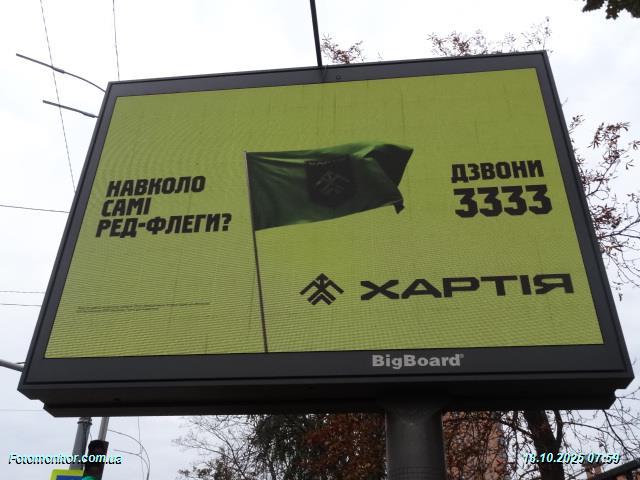 НАВКОЛО
САМІ
РЕД-ФЛЕГИ?
ДЗВОНИ
3333
ХАРТІЯ
BigBoard
Fotomonitor.com.ua
18.10.2025 07:59